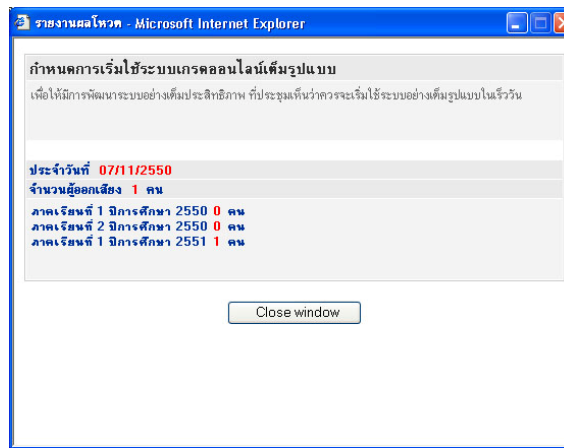 รายงานผลโหวต - Microsoft Internet Explorer
กำหนดการเริ่มใช้ระบบเกรดออนไลน์เต็มรูปแบบ
เพื่อให้มีการพัฒนาระบบอย่างเต็มประสิทธิภาพ ที่ประชุมเห็นว่าควรจะเริ่มใช้ระบบอย่างเต็มรูปแบบในเร็ววัน
ประจำวันที่ 07/11/2550
จำนวนผู้ออกเสียง 1 คน
ภาคเรียนที่ 1 ปีการศึกษา 2550 0 คน
ภาคเรียนที่ 2 ปีการศึกษา 2550 0 คน
ภาคเรียนที่ 1 ปีการศึกษา 2551 1 คน
Close window